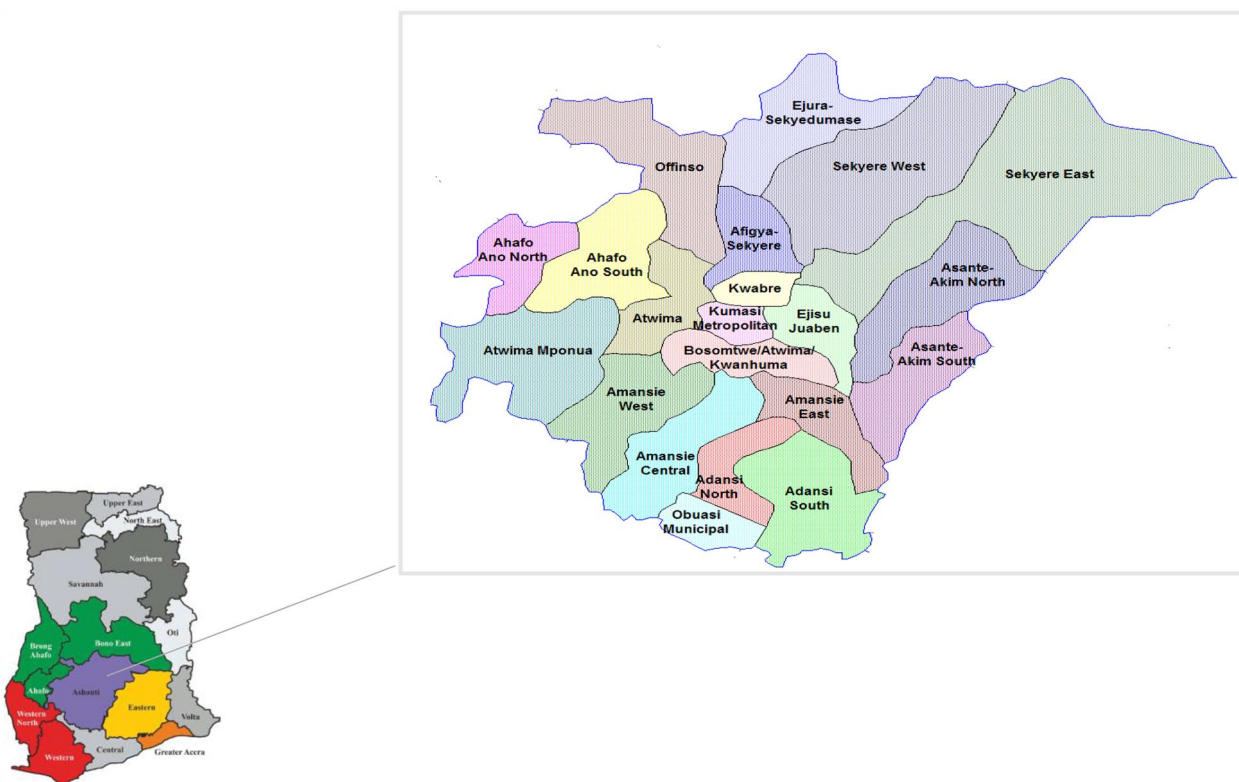 Ejura-
Sekyedumase
Offinso
Sekyere West
Sekyere East
Afigya-
Sekyere
Ahafo
Ano North
Ahafo
Ano South
Asante-
Akim North
Kwabre
Atwima
Kumasi
Metropolitan
Ejisu
Juaben
Atwima Mponua
Bosomtwe/Atwima/
Kwanhuma
Asante-
Akim South
Amansie
West
Amansie
East
Amansie
Central
Adansi
North
Adansi
South
Obuasi
Municipal
Upper East
Upper West
North East
Northern
Savannah
Oti
Brong
Ahafo
Bono East
Ahafo
Ashanti
Western
North
Eastern
Volta
Central
Greater Accra
Western